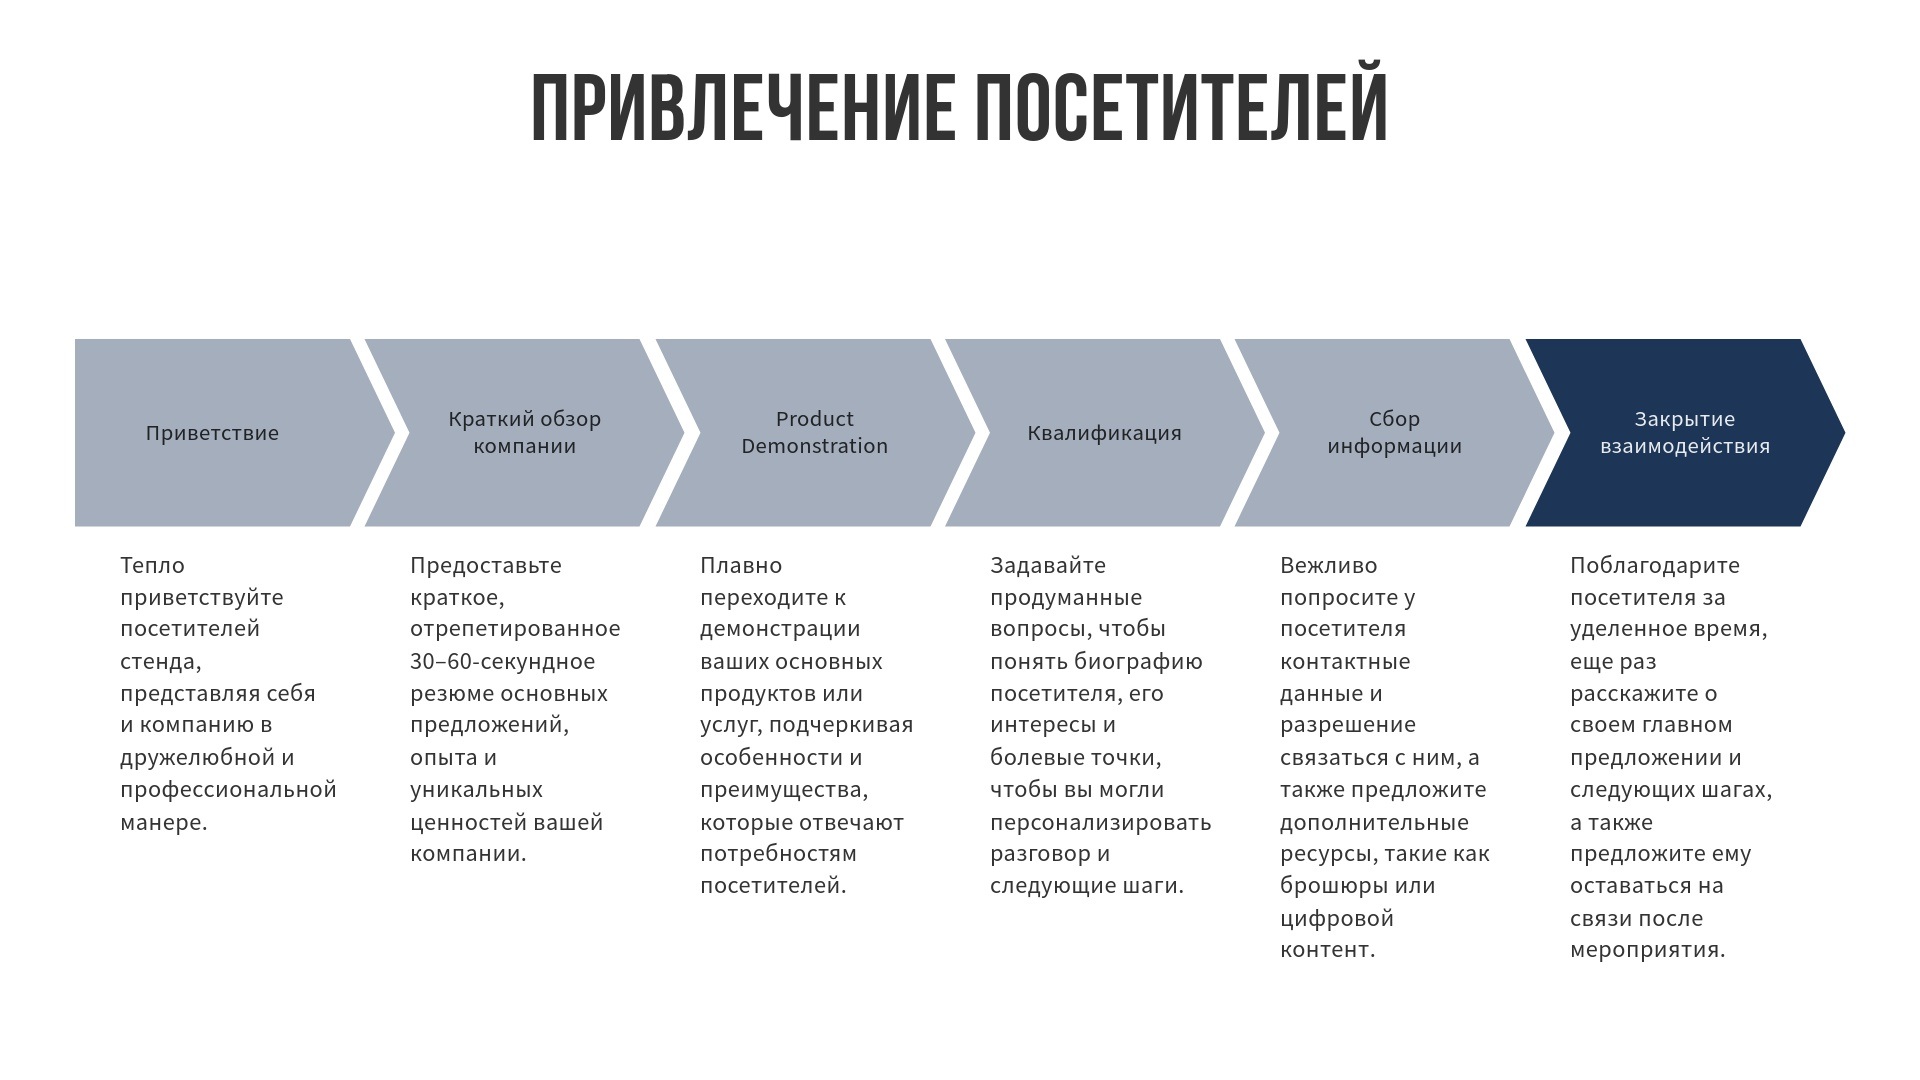 ПРИВЛЕЧЕНИЕ ПОСЕТИТЕЛЕЙ
Приветствие
Краткий обзор
компании
Product
Demonstration
Квалификация
Сбор
информации
Закрытие
взаимодействия
Тепло
приветствуйте
посетителей
стенда,
представляя себя
и компанию в
дружелюбной и
профессиональной
манере.
Предоставьте
краткое,
отрепетированное
30–60-секундное
резюме основных
предложений,
опыта и
уникальных
ценностей вашей
компании.
Плавно
переходите к
демонстрации
ваших основных
продуктов или
услуг, подчеркивая
особенности и
преимущества,
которые отвечают
потребностям
посетителей.
Задавайте
продуманные
вопросы, чтобы
понять биографию
посетителя, его
интересы и
болевые точки,
чтобы вы могли
персонализировать
разговор и
следующие шаги.
Вежливо
попросите у
посетителя
контактные
данные и
разрешение
связаться с ним, а
также предложите
дополнительные
ресурсы, такие как
брошюры или
цифровой
контент.
Поблагодарите
посетителя за
уделенное время,
еще раз
расскажите о
своем главном
предложении и
следующих шагах,
а также
предложите ему
оставаться на
связи после
мероприятия.